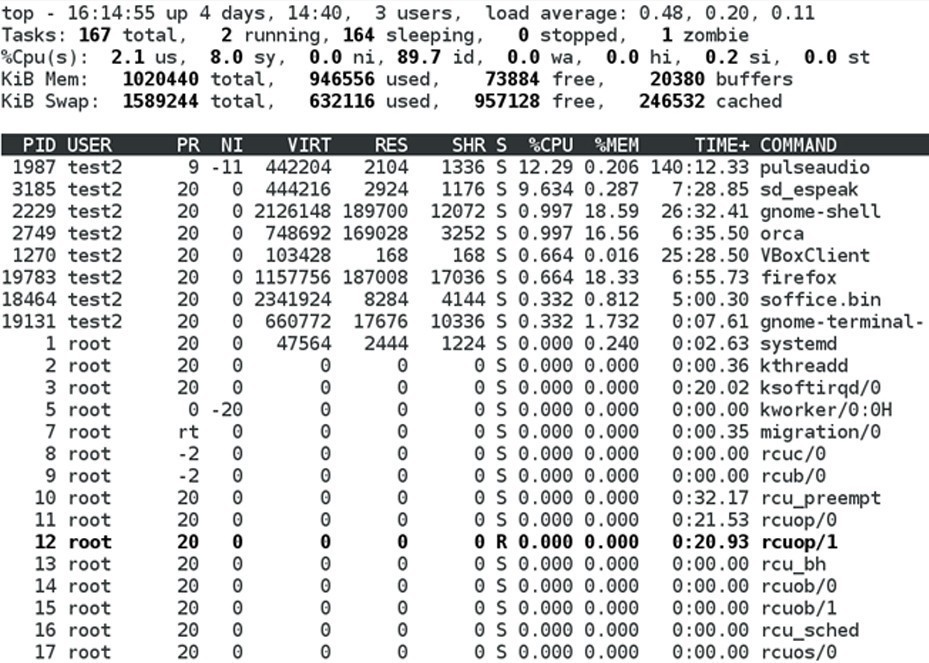 top - 16:14:55 up 4 days, 14:40,  3 users,  load average: 0.48, 0.20, 0.11
Tasks: 167 total,   2 running, 164 sleeping,   0 stopped,   1 zombie
%Cpu(s):  2.1 us,  8.0 sy,  0.0 ni, 89.7 id,  0.0 wa,  0.0 hi,  0.2 si,  0.0 st
KiB Mem:   1020440 total,   946556 used,    73884 free,    20380 buffers
KiB Swap:  1589244 total,   632116 used,   957128 free,   246532 cached
PID USER      PR  NI    VIRT    RES    SHR S  %CPU  %MEM     TIME+ COMMAND
1987 test2      9 -11  442204   2104   1336 S 12.29 0.206 140:12.33 pulseaudio
3185 test2     20   0  444216   2924   1176 S 9.634 0.287   7:28.85 sd_espeak
2229 test2     20   0 2126148 189700  12072 S 0.997 18.59  26:32.41 gnome-shell
2749 test2     20   0  748692 169028   3252 S 0.997 16.56   6:35.50 orca
1270 test2     20   0  103428    168    168 S 0.664 0.016  25:28.50 VBoxClient
19783 test2     20   0 1157756 187008  17036 S 0.664 18.33   6:55.73 firefox
18464 test2     20   0 2341924   8284   4144 S 0.332 0.812   5:00.30 soffice.bin
19131 test2     20   0  660772  17676  10336 S 0.332 1.732   0:07.61 gnome-terminal-
1 root      20   0   47564   2444   1224 S 0.000 0.240   0:02.63 systemd
2 root      20   0       0      0      0 S 0.000 0.000   0:00.36 kthreadd
3 root      20   0       0      0      0 S 0.000 0.000   0:20.02 ksoftirqd/0
5 root       0 -20       0      0      0 S 0.000 0.000   0:00.00 kworker/0:0H
7 root      rt   0       0      0      0 S 0.000 0.000   0:00.35 migration/0
8 root      -2   0       0      0      0 S 0.000 0.000   0:00.00 rcuc/0
9 root      -2   0       0      0      0 S 0.000 0.000   0:00.00 rcub/0
10 root      20   0       0      0      0 S 0.000 0.000   0:32.17 rcu_preempt
11 root      20   0       0      0      0 S 0.000 0.000   0:21.53 rcuop/0
12 root      20   0       0      0      0 R 0.000 0.000   0:20.93 rcuop/1
13 root      20   0       0      0      0 S 0.000 0.000   0:00.00 rcu_bh
14 root      20   0       0      0      0 S 0.000 0.000   0:00.00 rcuob/0
15 root      20   0       0      0      0 S 0.000 0.000   0:00.00 rcuob/1
16 root      20   0       0      0      0 S 0.000 0.000   0:00.00 rcu_sched
17 root      20   0       0      0      0 S 0.000 0.000   0:00.00 rcuos/0